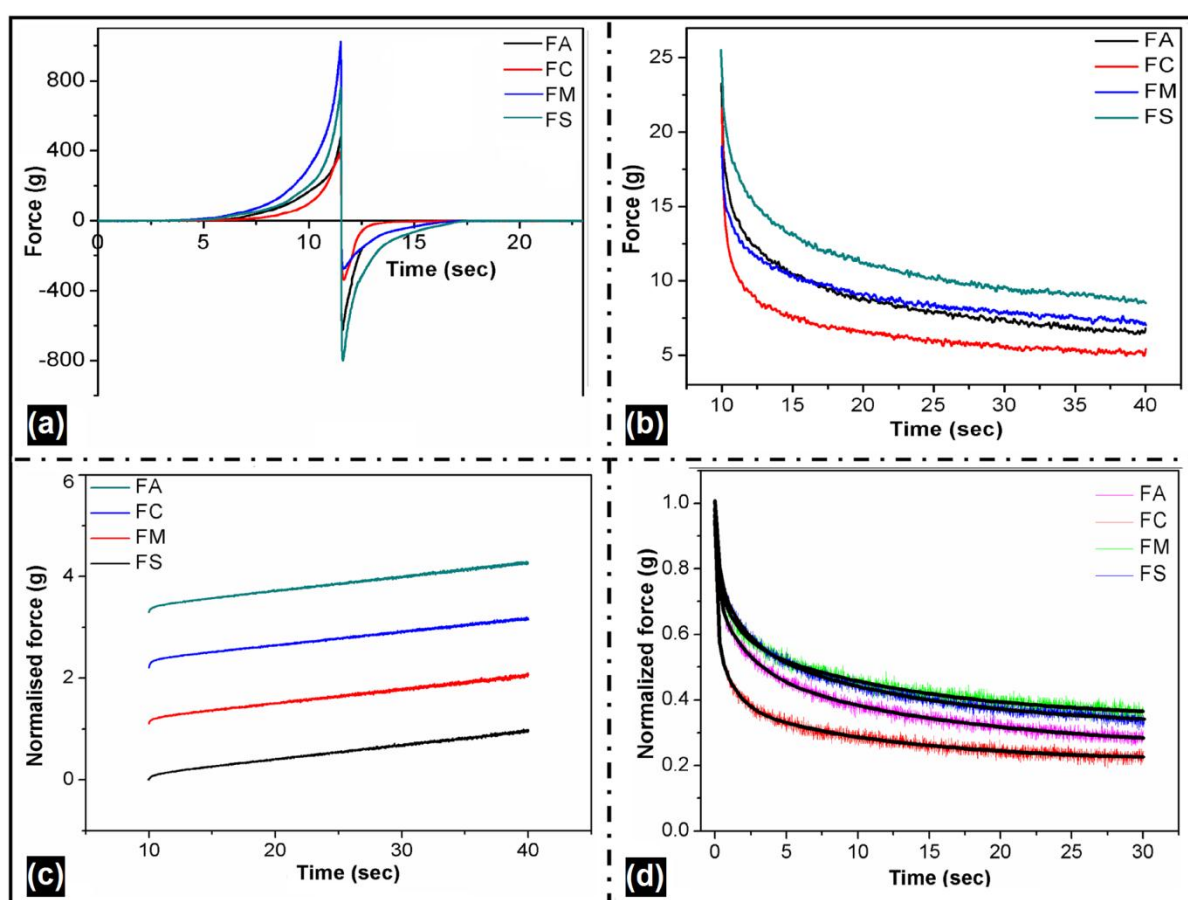 FA
FC
FM
FS
800
400
0
-400
-800
0 5 10 15 20
Force (g)
Time (sec)
(a)
FA
FC
FM
FS
25
20
15
10
5
10 15 20 25 30 35 40
Force (g)
Time (sec)
(b)
FA
FC
FM
FS
6
4
2
0
10 20 30 40
Normalised force (g)
Time (sec)
(c)
FA
FC
FM
FS
1.0
0.8
0.6
0.4
0.2
0.0
0 5 10 15 20 25 30
Normalized force (g)
Time (sec)
(d)